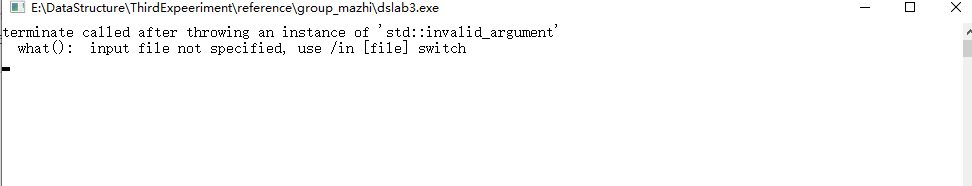 E:\DataStructure\ThirdExpeeriment\reference\group_mazhi\dslab3.exe
terminate called after throwing an instance of 'std::invalid_argument'
  what():  input file not specified, use /in [file] switch